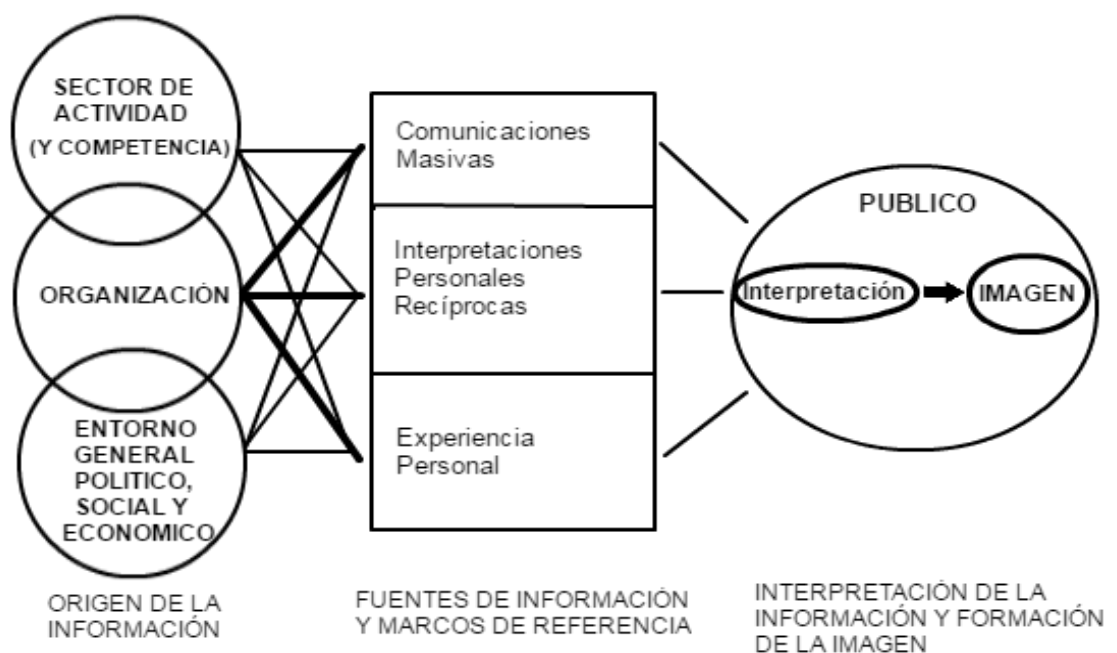 SECTOR DE
ACTIVIDAD
(Y COMPETENCIA)
ORGANIZACIÓN
ENTORNO
GENERAL
POLITICO,
SOCIAL Y
ECONOMICO
ORIGEN DE LA
INFORMACIÓN
Comunicaciones
Masivas
Interpretaciones
Personales
Recíprocas
Experiencia
Personal
FUENTES DE INFORMACIÓN
Y MARCOS DE REFERENCIA
PUBLICO
Interpretación
IMAGEN
INTERPRETACIÓN DE LA
INFORMACIÓN Y FORMACIÓN
DE LA IMAGEN